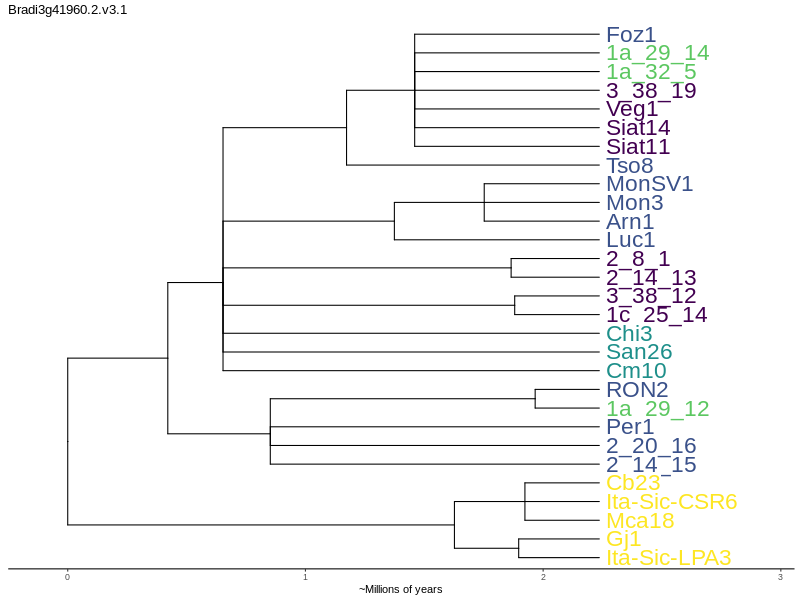 Bradi3g41960.2.v3.1
Foz1
1a_29_14
1a_32_5
3_38_19
Veg1
Siat14
Siat11
Tso8
MonSV1
Mon3
Arn1
Luc1
2_8_1
2_14_13
3_38_12
1c_25_14
Chi3
San26
Cm10
RON2
1a_29_12
Per1
2_20_16
2_14_15
Cb23
Ita-Sic-CSR6
Mca18
Gj1
Ita-Sic-LPA3
0 1 2 3
~Millions of years